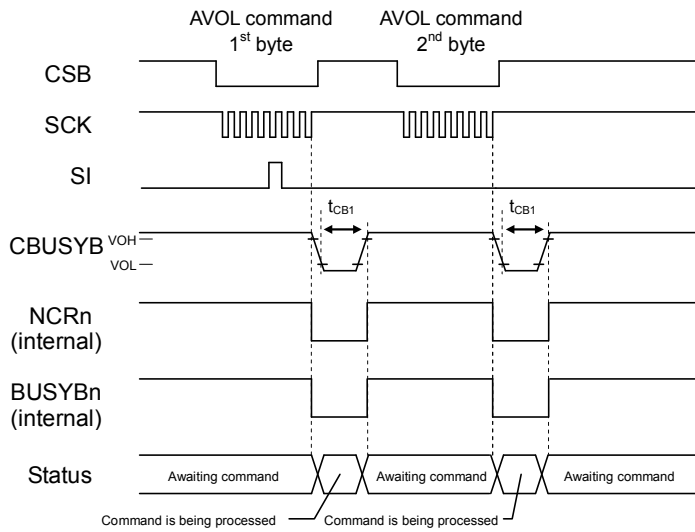 AVOL command
1st byte
AVOL command
2nd byte
CSB
SCK
SI
tCB1
tCB1
CBUSYB
VOH
VOL
NCRn
(internal)
BUSYBn
(internal)
Status
Awaiting command
Awaiting command
Awaiting command
Command is being processed
Command is being processed